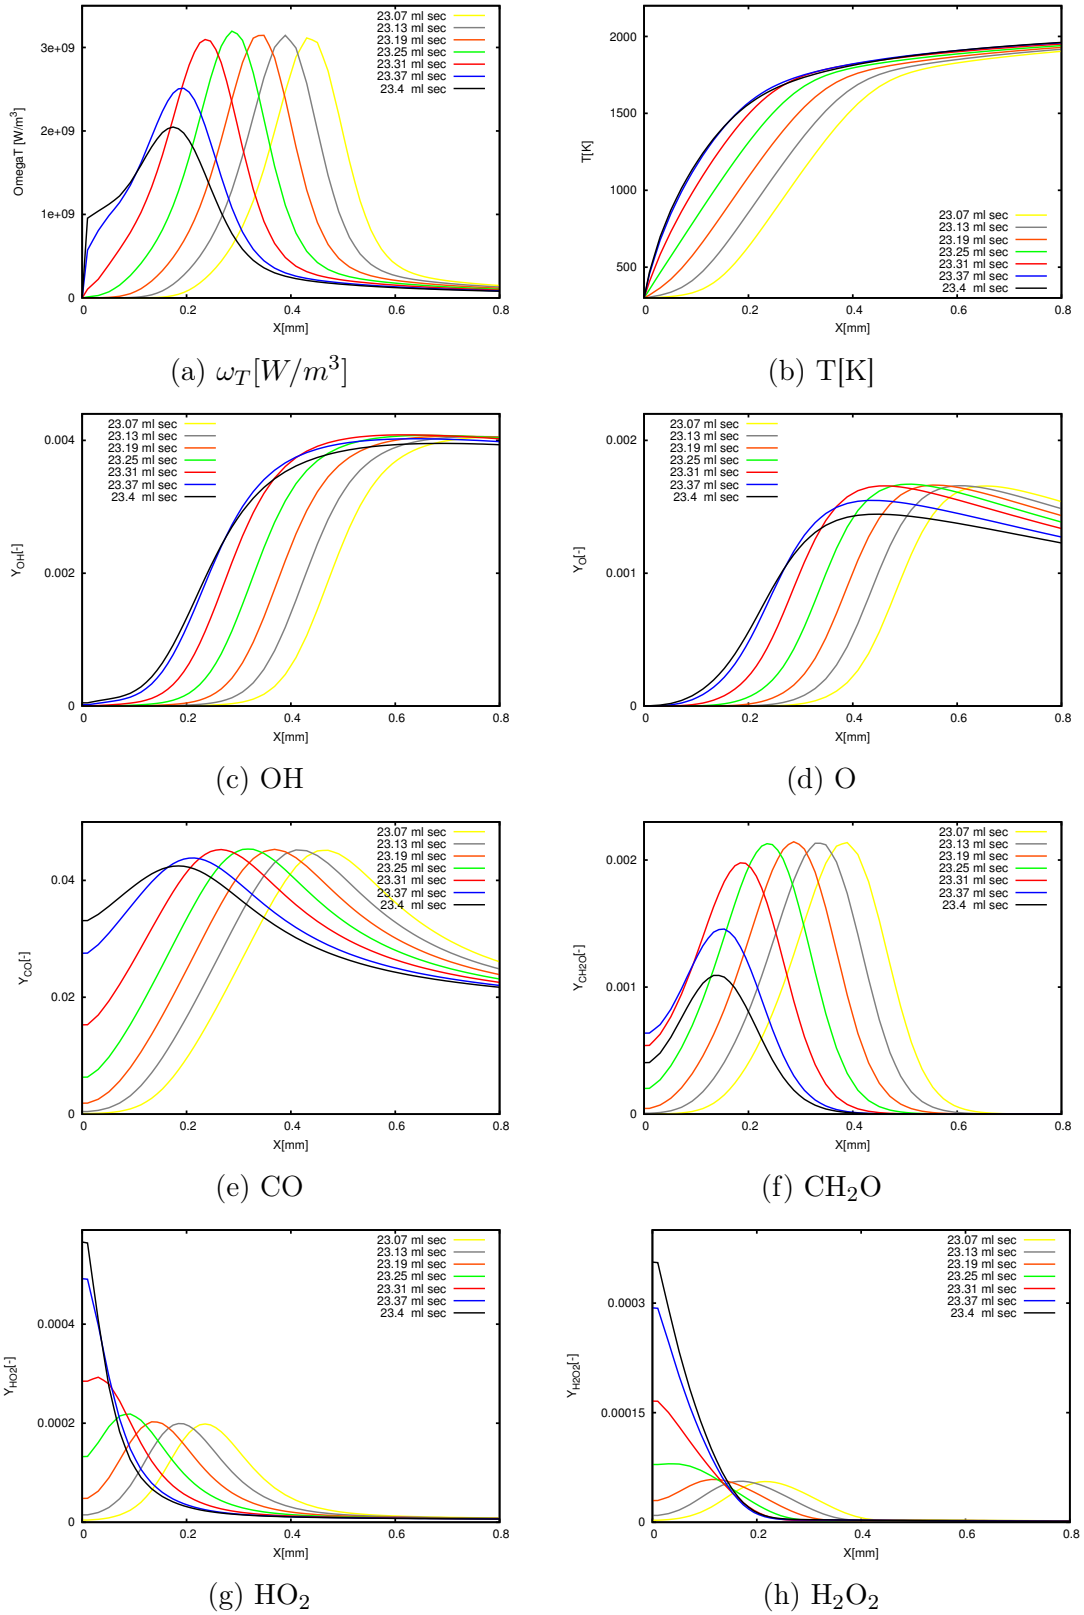 23.07 ml sec
23.13 ml sec
23.19 ml sec
23.25 ml sec
23.31 ml sec
23.37 ml sec
23.4 ml sec
OmegaT [W/m³]
3e+09
2e+09
1e+09
0
0 0.2 0.4 0.6 0.8
X[mm]
(a) ω_T[W/m³]
T[K]
2000
1500
1000
500
23.07 ml sec
23.13 ml sec
23.19 ml sec
23.25 ml sec
23.31 ml sec
23.37 ml sec
23.4 ml sec
0 0.2 0.4 0.6 0.8
X[mm]
(b) T[K]
23.07 ml sec
23.13 ml sec
23.19 ml sec
23.25 ml sec
23.31 ml sec
23.37 ml sec
23.4 ml sec
Y_OH[-]
0.004
0.002
0
0 0.2 0.4 0.6 0.8
X[mm]
(c) OH
23.07 ml sec
23.13 ml sec
23.19 ml sec
23.25 ml sec
23.31 ml sec
23.37 ml sec
23.4 ml sec
Y_O[-]
0.002
0.001
0
0 0.2 0.4 0.6 0.8
X[mm]
(d) O
23.07 ml sec
23.13 ml sec
23.19 ml sec
23.25 ml sec
23.31 ml sec
23.37 ml sec
23.4 ml sec
Y_CO[-]
0.04
0.02
0
0 0.2 0.4 0.6 0.8
X[mm]
(e) CO
23.07 ml sec
23.13 ml sec
23.19 ml sec
23.25 ml sec
23.31 ml sec
23.37 ml sec
23.4 ml sec
Y_CH2O[-]
0.002
0.001
0
0 0.2 0.4 0.6 0.8
X[mm]
(f) CH₂O
23.07 ml sec
23.13 ml sec
23.19 ml sec
23.25 ml sec
23.31 ml sec
23.37 ml sec
23.4 ml sec
Y_HO2[-]
0.0004
0.0002
0
0 0.2 0.4 0.6 0.8
X[mm]
(g) HO₂
23.07 ml sec
23.13 ml sec
23.19 ml sec
23.25 ml sec
23.31 ml sec
23.37 ml sec
23.4 ml sec
Y_H2O2[-]
0.0003
0.00015
0
0 0.2 0.4 0.6 0.8
X[mm]
(h) H₂O₂